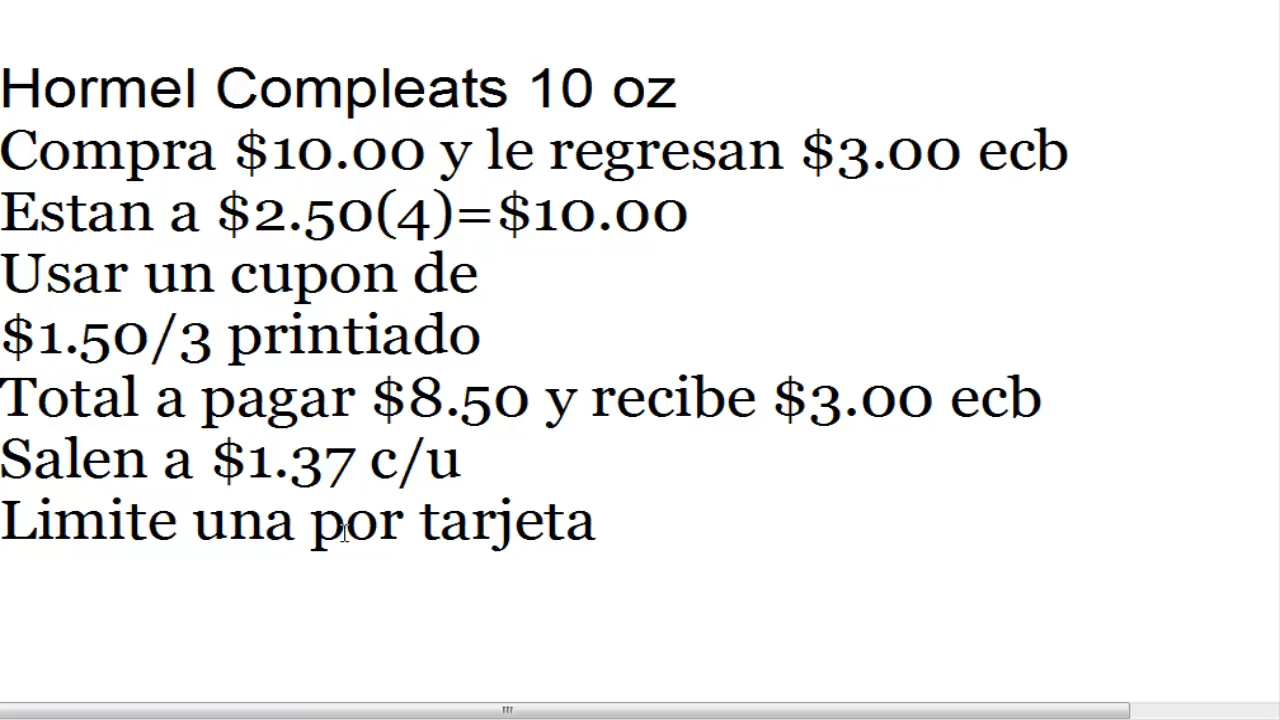 Hormel Compleats 10 oz
Compra $10.00 y le regresan $3.00 ecb
Estan a $2.50(4)=$10.00
Usar un cupon de
$1.50/3 printiado
Total a pagar $8.50 y recibe $3.00 ecb
Salen a $1.37 c/u
Limite una por tarjeta